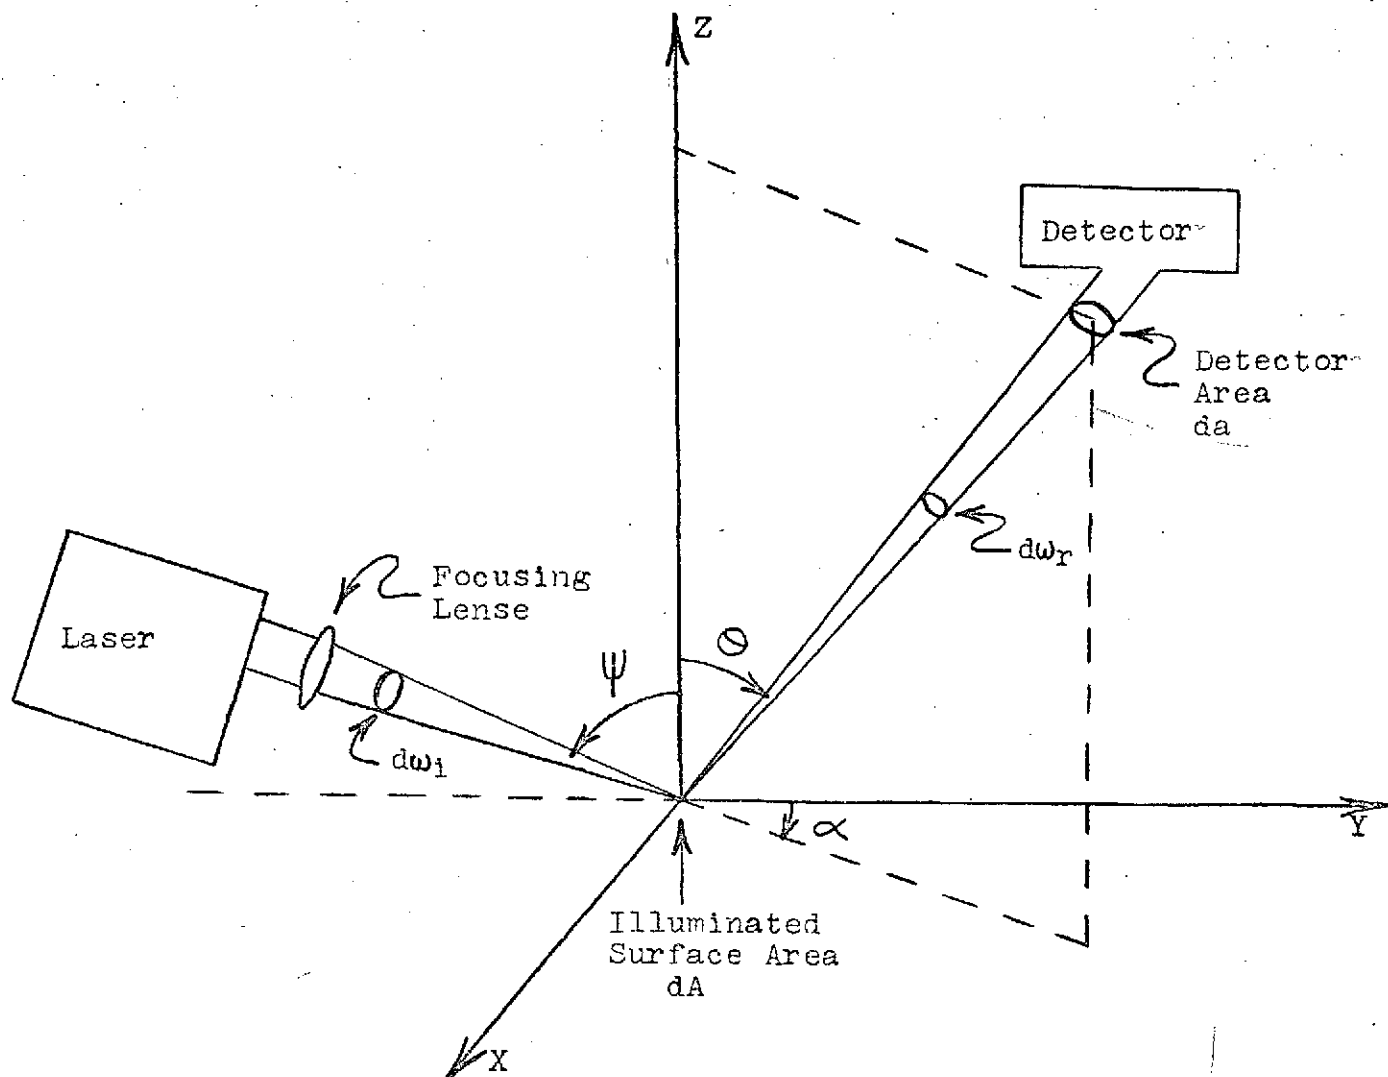 Z
Detector
Detector
Area
da
dωr
Focusing
Lense
Laser
ψ
θ
dωi
α
Y
Illuminated
Surface Area
dA
X